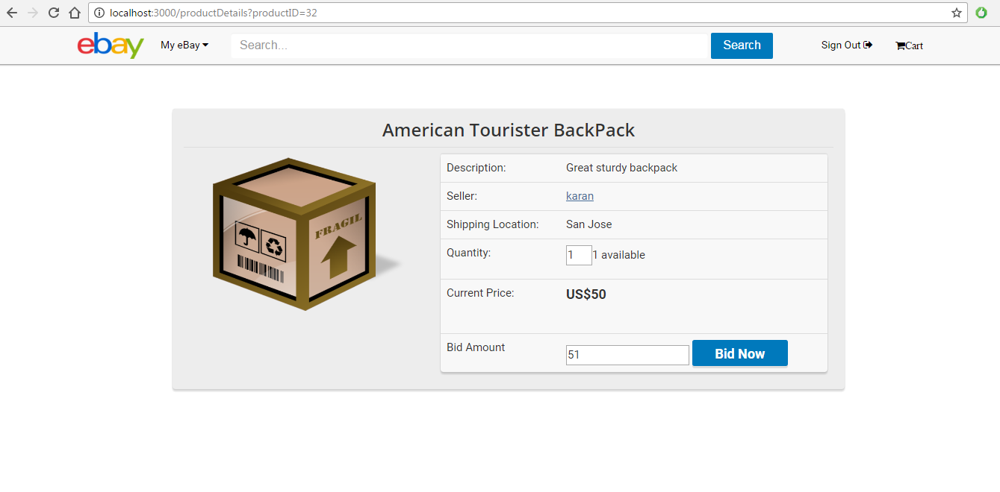 localhost:3000/productDetails?productID=32
ebay My eBay Search... Search Sign Out Cart
American Tourister BackPack
FRAGIL
Description: Great sturdy backpack
Seller: karan
Shipping Location: San Jose
Quantity: 1 1 available
Current Price: US$50
Bid Amount 51 Bid Now